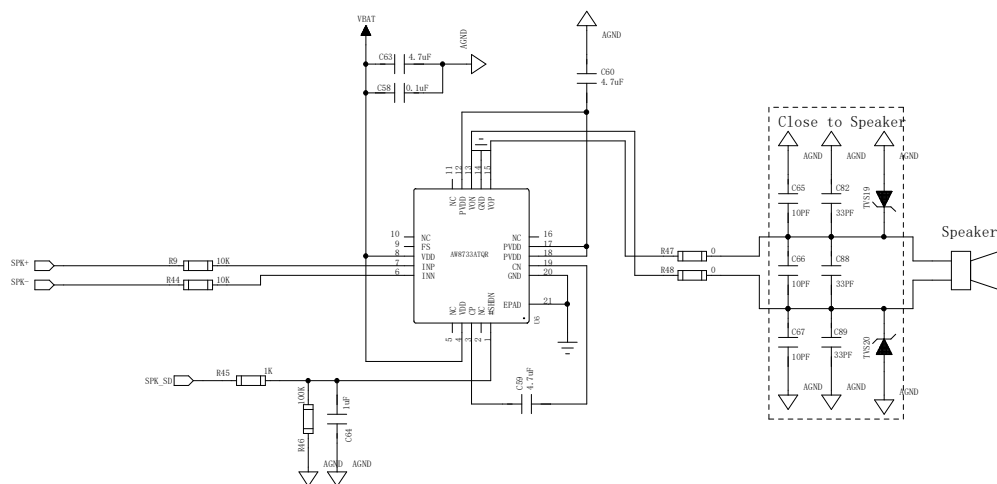 VBAT
C63
4.7uF
AGND
C58
0.1uF
AGND
C60
4.7uF
Close to Speaker
AGND
AGND
AGND
11
12
13
14
15
NC
PVDD
VON
GND
VOP
C65
10PF
C82
33PF
TVS19
10
NC
9
FS
8
VDD
7
INP
6
INN
AW8733ATQR
NC
16
PVDD
17
PVDD
18
CN
19
GND
20
EPAD
21
U6
SPK+
R9
10K
SPK-
R44
10K
R47
0
R48
0
Speaker
C66
10PF
C88
33PF
NC
VDD
CP
NC
#SHDN
5
4
3
2
1
C67
10PF
C89
33PF
TVS20
SPK_SD
R45
1K
C59
4.7uF
100K
R46
1uF
C64
AGND
AGND
AGND
AGND
AGND